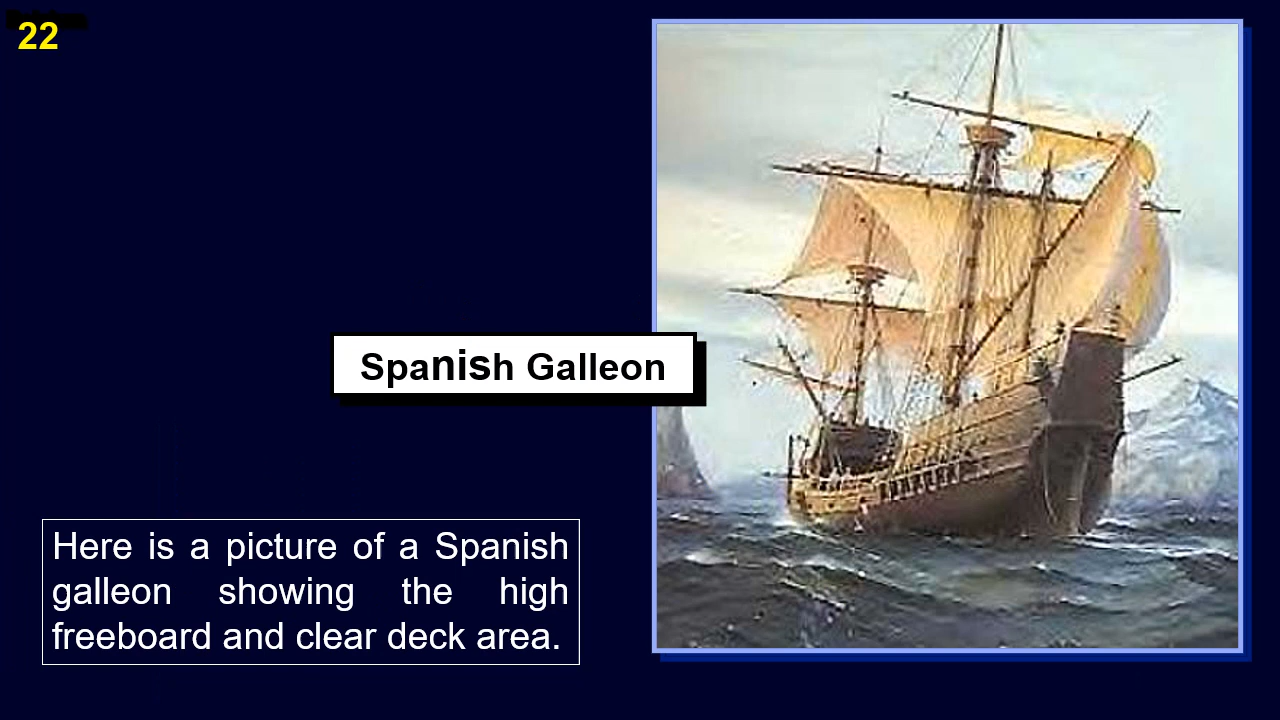 22
Spanish Galleon
Here is a picture of a Spanish
galleon showing the high
freeboard and clear deck area.